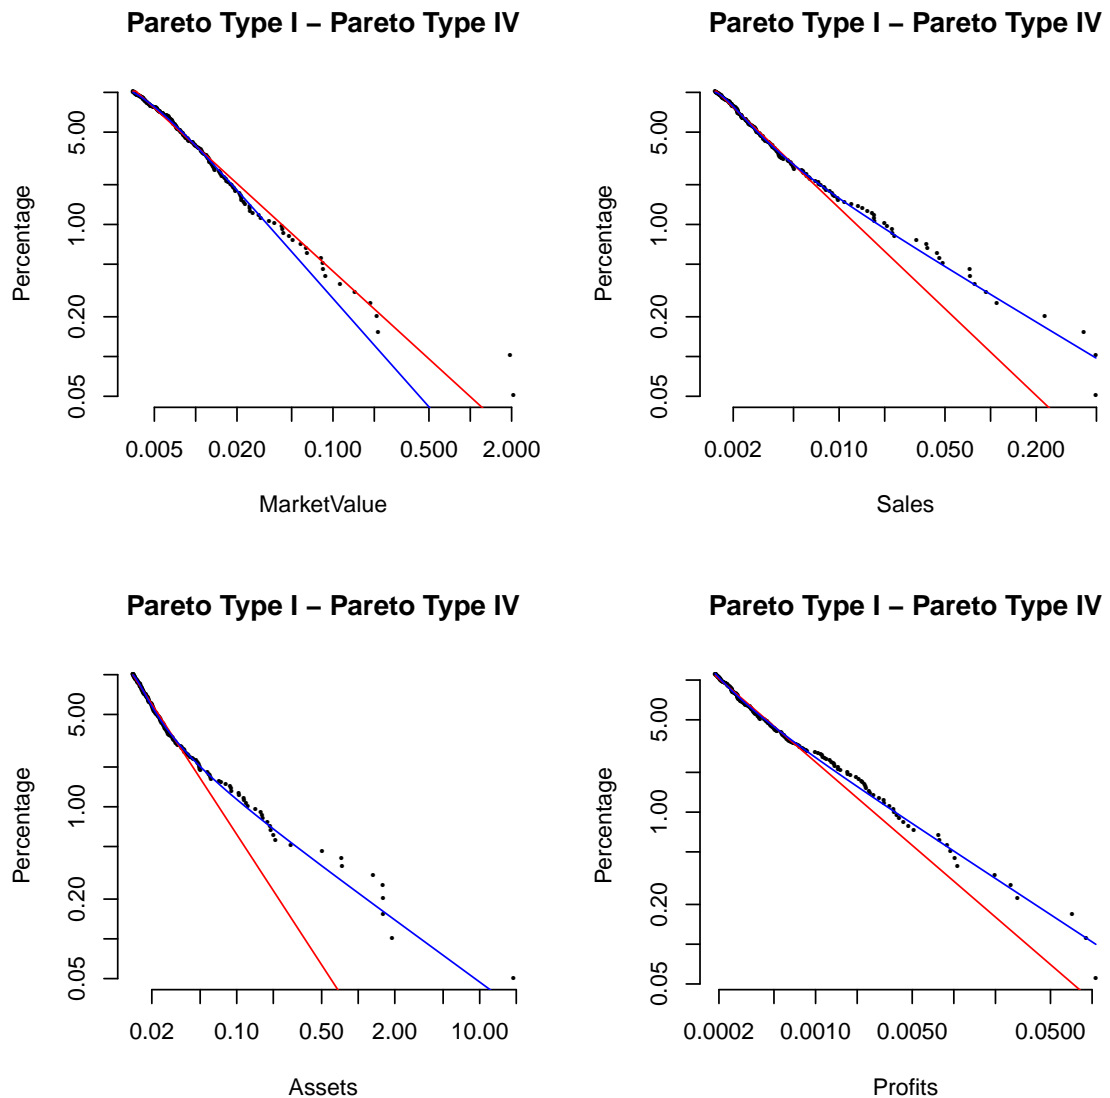 Pareto Type I – Pareto Type IV
Percentage
5.00
1.00
0.20
0.05
0.005 0.020 0.100 0.500 2.000
MarketValue
Pareto Type I – Pareto Type IV
Percentage
5.00
1.00
0.20
0.05
0.002 0.010 0.050 0.200
Sales
Pareto Type I – Pareto Type IV
Percentage
5.00
1.00
0.20
0.05
0.02 0.10 0.50 2.00 10.00
Assets
Pareto Type I – Pareto Type IV
Percentage
5.00
1.00
0.20
0.05
0.0002 0.0010 0.0050 0.0500
Profits